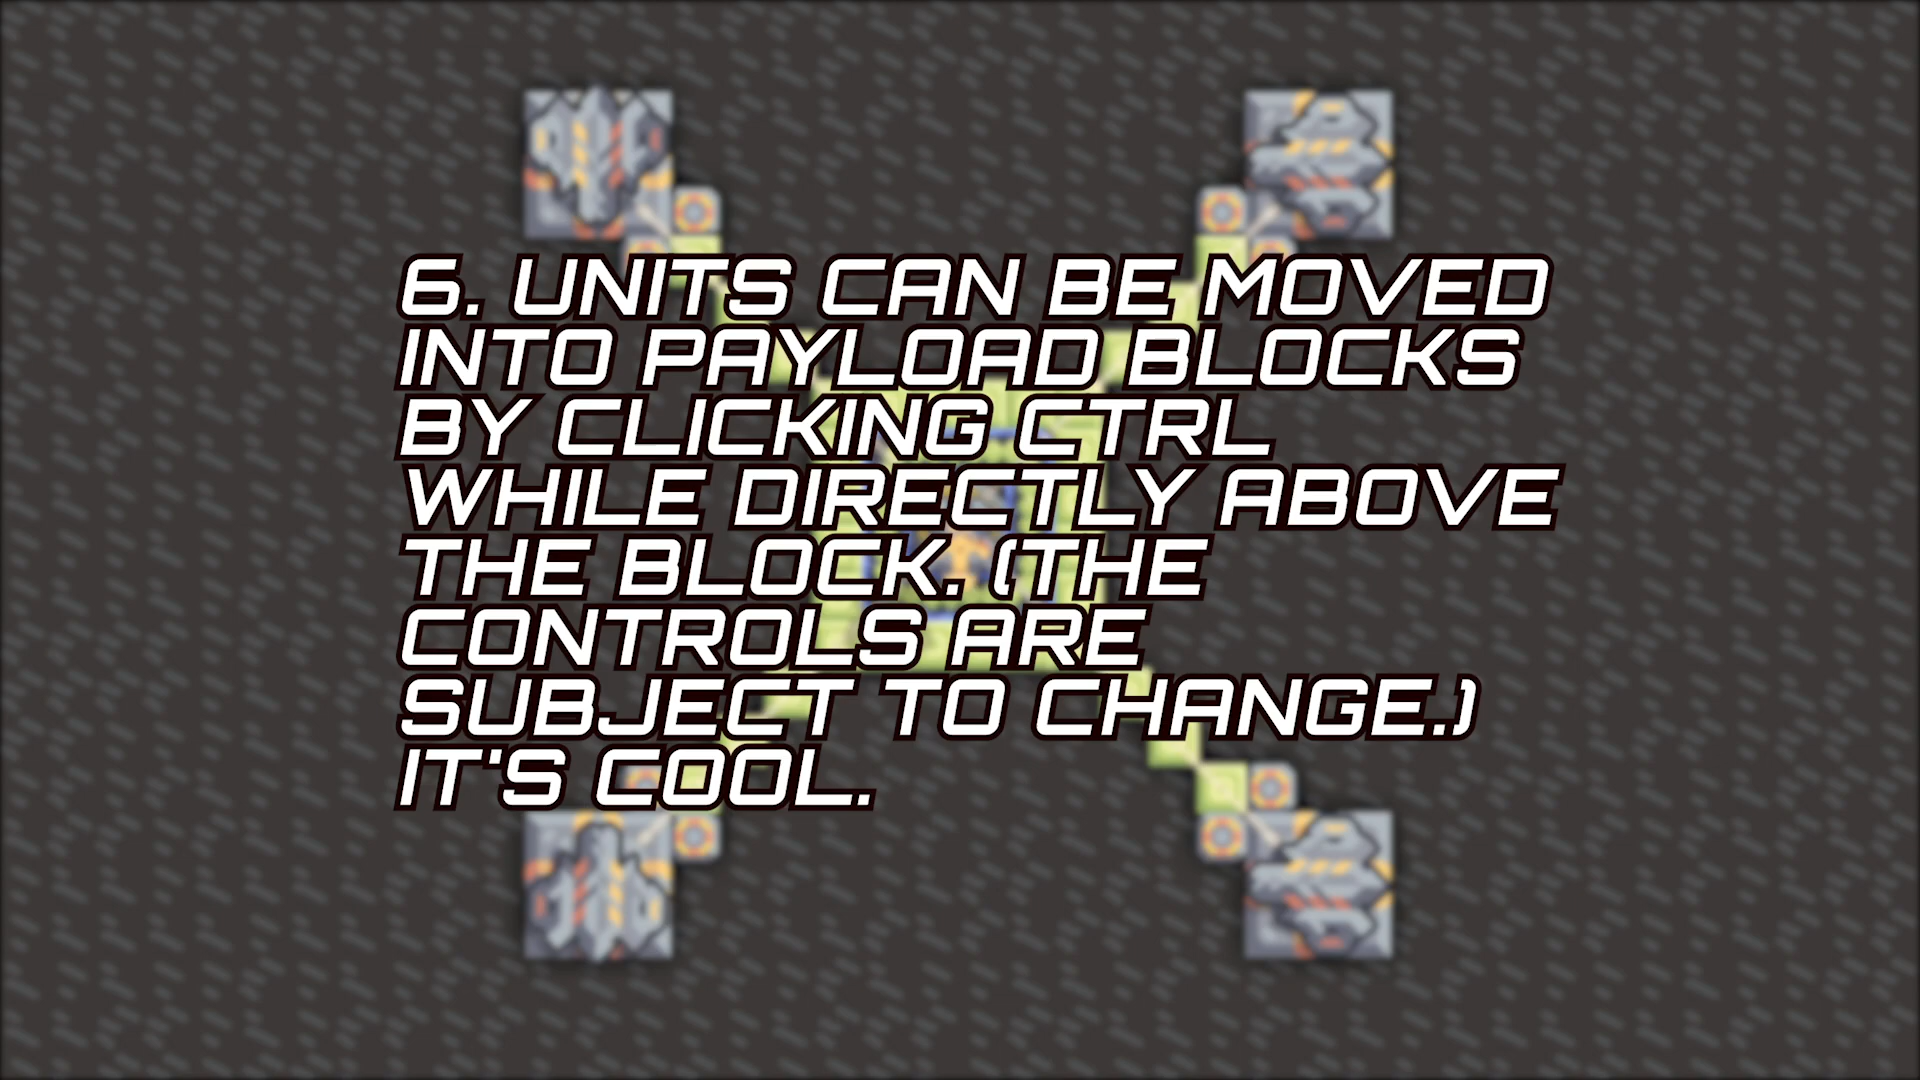 6. UNITS CAN BE MOVED
INTO PAYLOAD BLOCKS
BY CLICKING CTRL
WHILE DIRECTLY ABOVE
THE BLOCK. (THE
CONTROLS ARE
SUBJECT TO CHANGE.)
IT'S COOL.